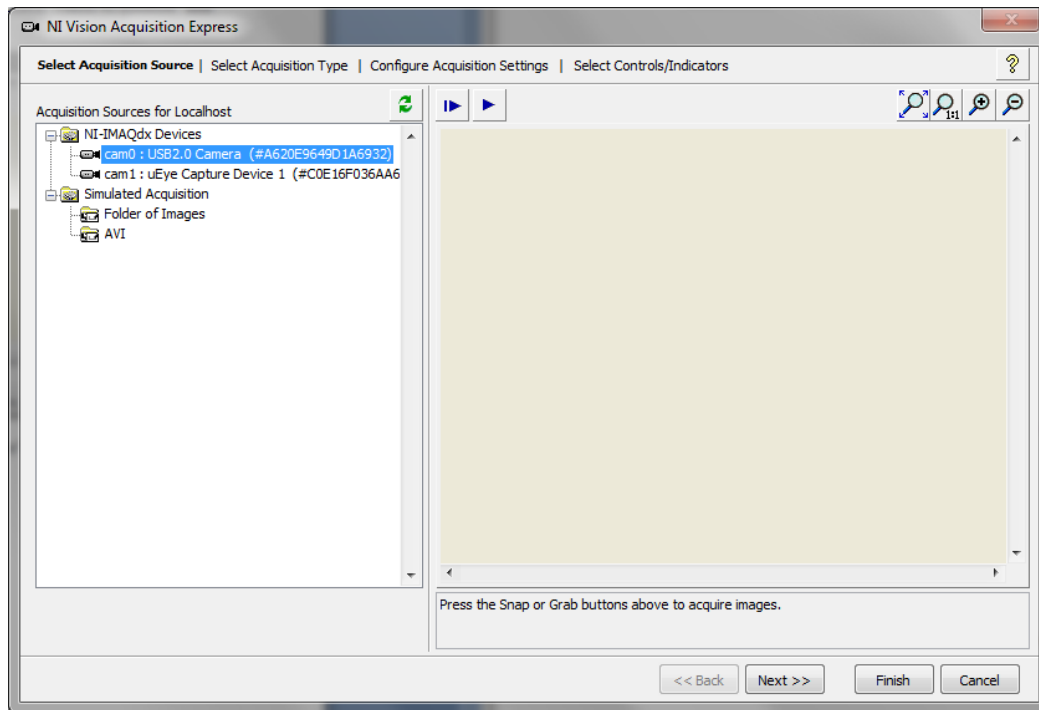 NI Vision Acquisition Express
Select Acquisition Source | Select Acquisition Type | Configure Acquisition Settings | Select Controls/Indicators
Acquisition Sources for Localhost
1:1
NI-IMAQdx Devices
cam0 : USB2.0 Camera (#A620E9649D1A6932)
cam1 : uEye Capture Device 1 (#C0E16F036AA6
Simulated Acquisition
Folder of Images
AVI
Press the Snap or Grab buttons above to acquire images.
<< Back Next >> Finish Cancel